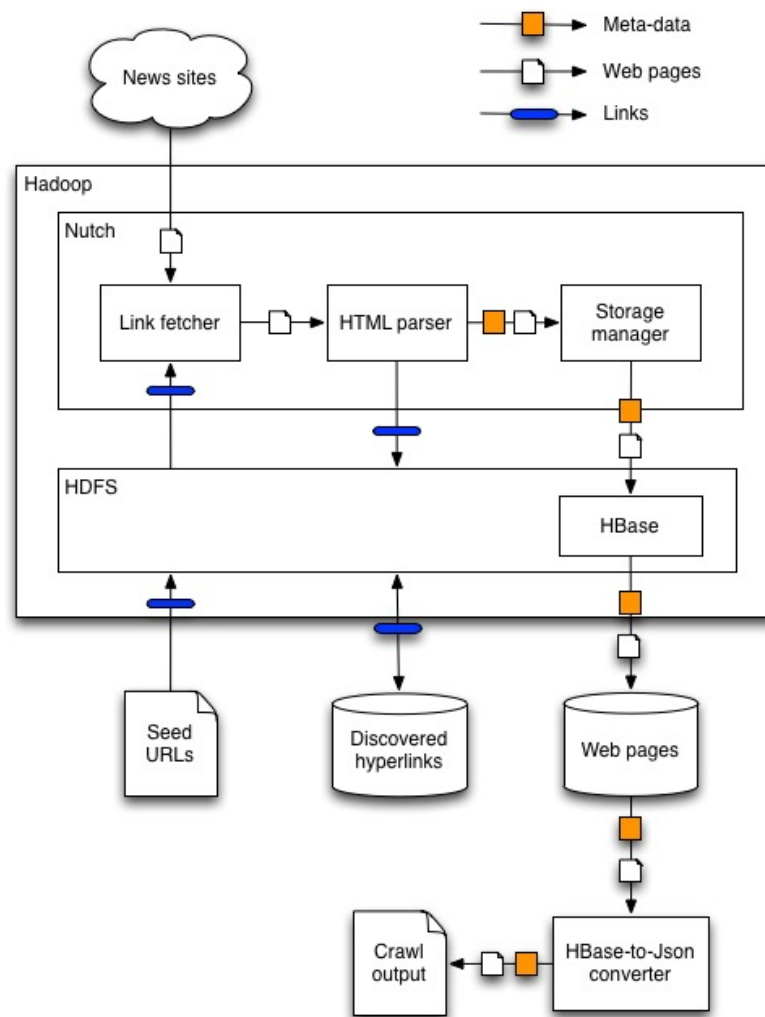 Meta-data
News sites
Web pages
Links
Hadoop
Nutch
Link fetcher
HTML parser
Storage
manager
HDFS
HBase
Seed
URLs
Discovered
hyperlinks
Web pages
Crawl
output
HBase-to-Json
converter